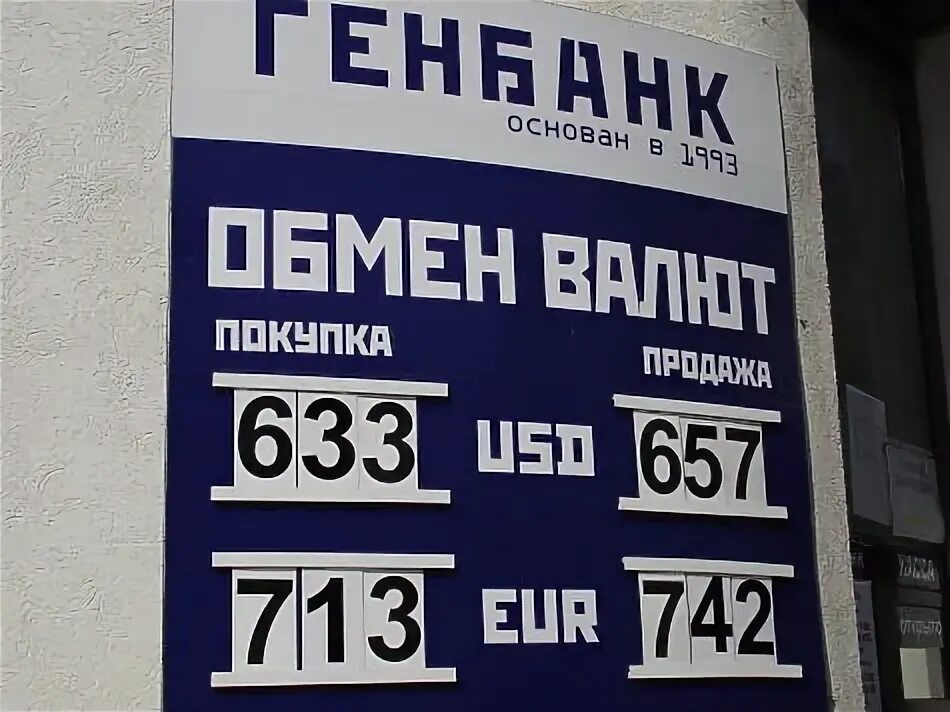 ГЕНБАНК
основан в 1993
ОБМЕН ВАЛЮТ
ПОКУПКА ПРОДАЖА
633 USD 657
713 EUR 742